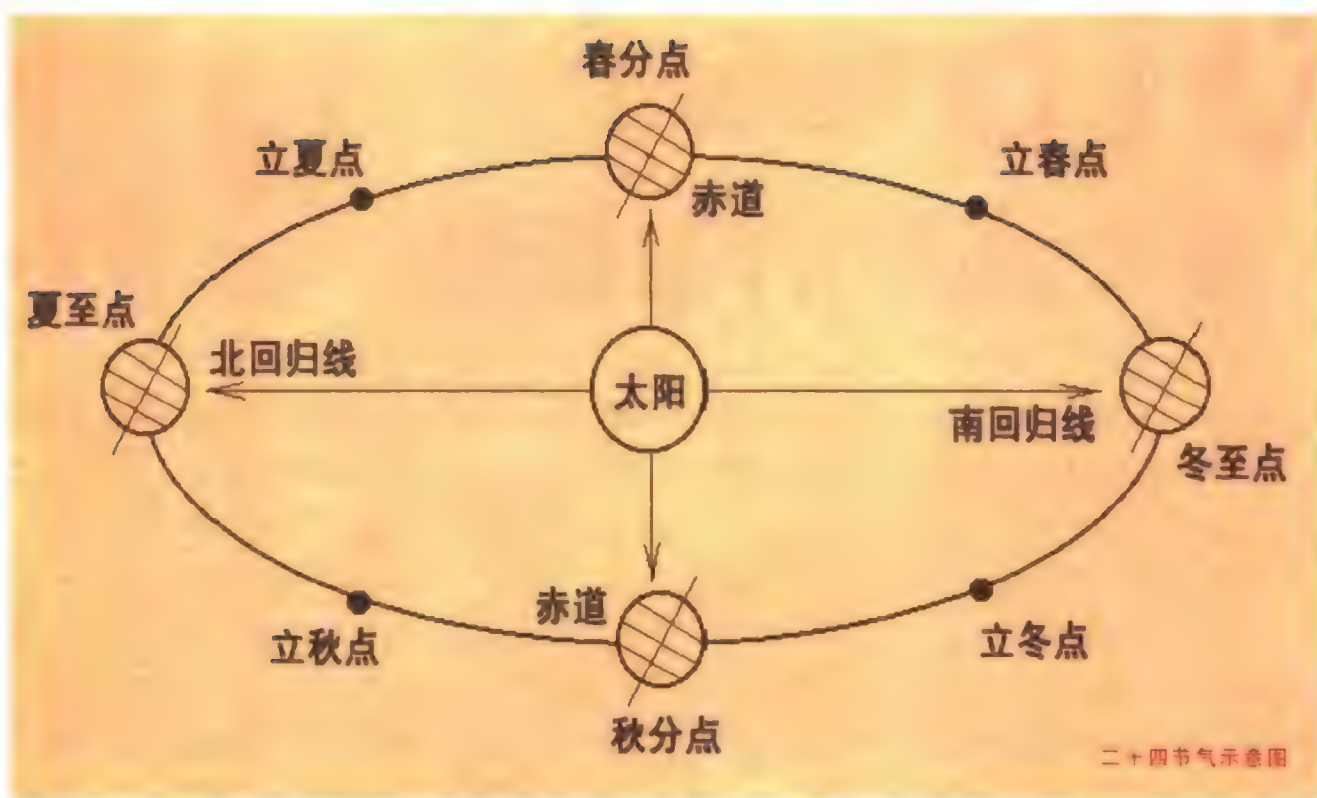 春分点
立夏点
立春点
赤道
夏至点
北回归线
太阳
南回归线
冬至点
赤道
立秋点
立冬点
秋分点
二十四节气示意图